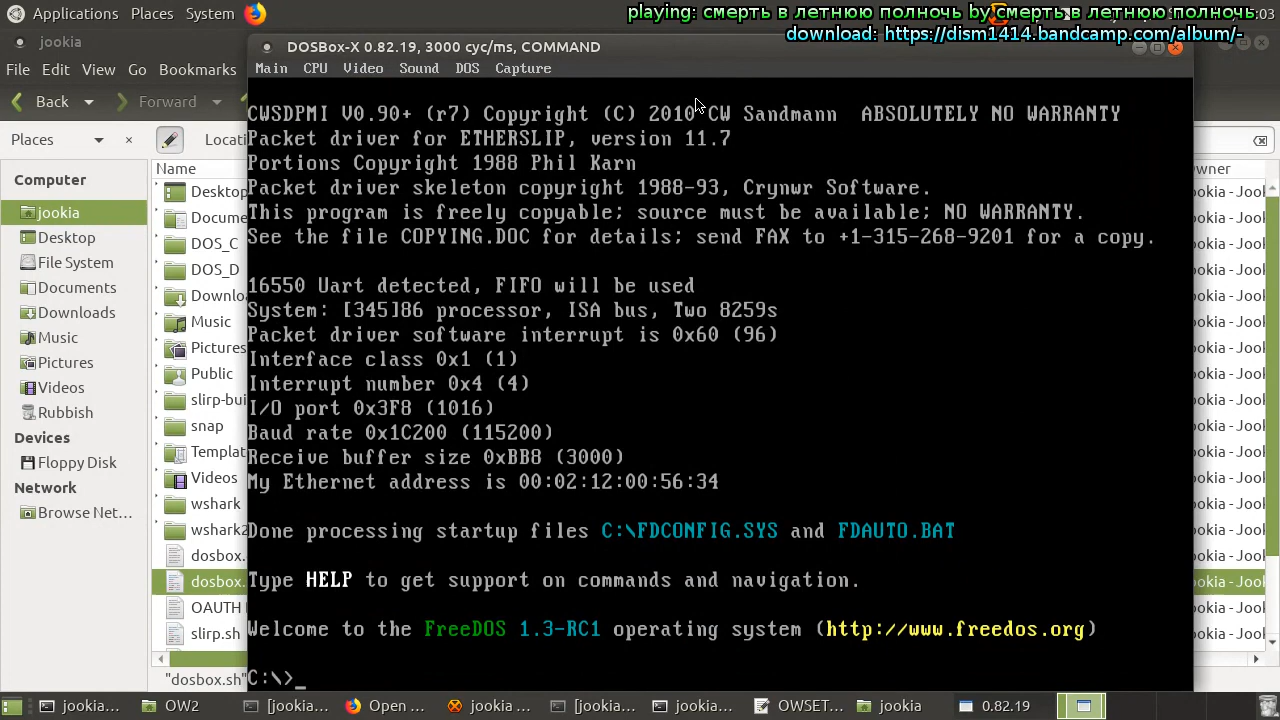 Applications Places System
playing: смерть в летнюю полночь by смерть в летнюю полночь
:03
download: https://dism1414.bandcamp.com/album/-
jookia
File Edit View Go Bookmarks
Back Forward
Places
Computer
jookia
Desktop
File System
Documents
Downloads
Music
Pictures
Videos
Rubbish
Devices
Floppy Disk
Network
Browse Net...
Name
Desktop
DOS_C
DOS_D
Music
Pictures
Public
slirp-bui
snap
Videos
wshark
wshark2
dosbox.
dosbox.
OAUTH
slirp.sh
"dosbox.sh"
DOSBox-X 0.82.19, 3000 cyc/ms, COMMAND
Main CPU Video Sound DOS Capture
CWSDPMI V0.90+ (r7) Copyright (C) 2010 CW Sandmann ABSOLUTELY NO WARRANTY
Packet driver for ETHERSLIP, version 11.7
Portions Copyright 1988 Phil Karn
Packet driver skeleton copyright 1988-93, Crynwr Software.
This program is freely copyable; source must be available; NO WARRANTY.
See the file COPYING.DOC for details; send FAX to +1-315-268-9201 for a copy.
16550 Uart detected, FIFO will be used
System: [345]86 processor, ISA bus, Two 8259s
Packet driver software interrupt is 0x60 (96)
Interface class 0x1 (1)
Interrupt number 0x4 (4)
I/O port 0x3F8 (1016)
Baud rate 0x1C200 (115200)
Receive buffer size 0xBB8 (3000)
My Ethernet address is 00:02:12:00:56:34
Done processing startup files C:\FDCONFIG.SYS and FDAUTO.BAT
Type HELP to get support on commands and navigation.
Welcome to the FreeDOS 1.3-RC1 operating system (http://www.freedos.org)
C:\>_
jookia... OW2 [jookia... Open ... jookia ... jookia... jookia... OWSET... jookia 0.82.19